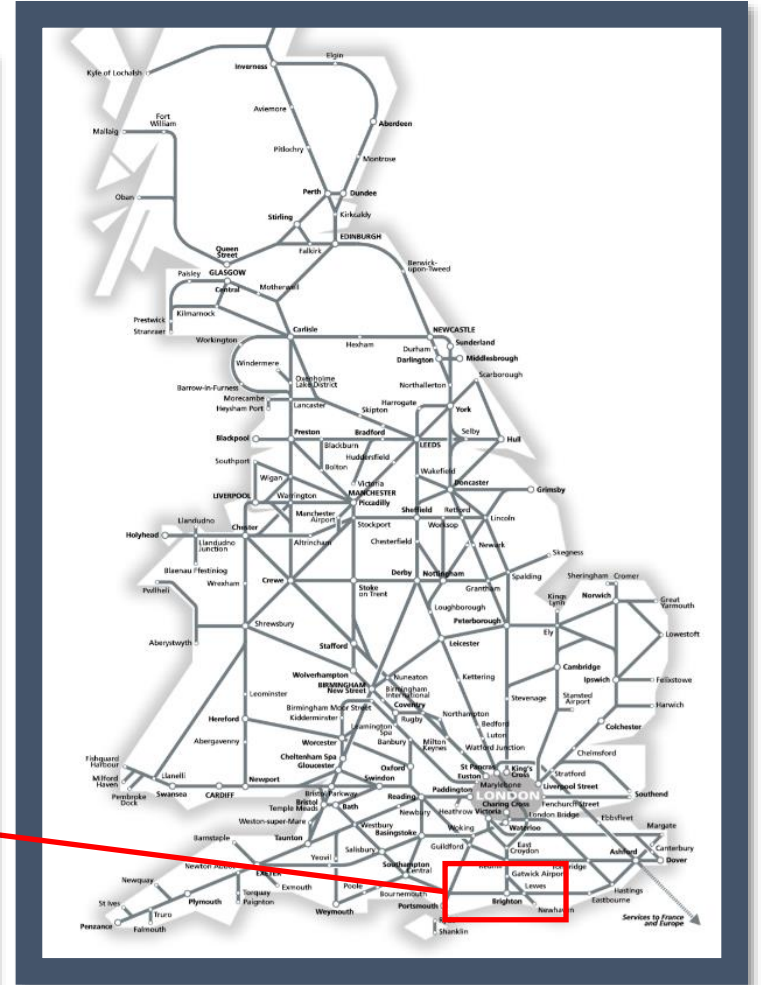 Kyle of Lochalsh
Inverness
Elgin
Aviemore
Fort
William
Mallaig
Aberdeen
Pitlochry
Montrose
Oban
Perth
Dundee
Stirling
Kirkcaldy
EDINBURGH
Falkirk
Queen
Street
GLASGOW
Central
Paisley
Motherwell
Berwick-
upon-Tweed
Prestwick
Stranraer
Kilmarnock
Carlisle
Hexham
NEWCASTLE
Sunderland
Workington
Durham
Darlington
Middlesbrough
Windermere
Oxenholme
Lake District
Northallerton
Scarborough
Barrow-in-Furness
Morecambe
Heysham Port
Lancaster
Harrogate
Skipton
York
Blackpool
Preston
Bradford
LEEDS
Selby
Hull
Blackburn
Huddersfield
Southport
Bolton
Wakefield
Wigan
Victoria
MANCHESTER
Piccadilly
Doncaster
Grimsby
LIVERPOOL
Warrington
Manchester
Airport
Stockport
Sheffield
Retford
Worksop
Lincoln
Llandudno
Chester
Holyhead
Llandudno
Junction
Altrincham
Chesterfield
Newark
Skegness
Blaenau Ffestiniog
Pwllheli
Wrexham
Crewe
Stoke
on Trent
Derby
Nottingham
Grantham
Spalding
Sheringham
Cromer
Kings
Lynn
Norwich
Great
Yarmouth
Loughborough
Peterborough
Shrewsbury
Aberystwyth
Stafford
Leicester
Ely
Lowestoft
Wolverhampton
BIRMINGHAM
New Street
Nuneaton
Birmingham
International
Kettering
Cambridge
Ipswich
Felixstowe
Leominster
Birmingham Moor Street
Kidderminster
Coventry
Rugby
Stevenage
Stansted
Airport
Harwich
Hereford
Leamington
Spa
Northampton
Bedford
Colchester
Abergavenny
Worcester
Banbury
Milton
Keynes
Luton
Watford Junction
Chelmsford
Cheltenham Spa
Gloucester
Oxford
St Pancras
Euston
King's
Cross
Stratford
Fishguard
Harbour
Milford
Haven
Pembroke
Dock
Llanelli
Swansea
CARDIFF
Newport
Swindon
Paddington
Marylebone
Liverpool Street
LONDON
Southend
Bristol Parkway
Bristol
Temple Meads
Bath
Reading
Newbury
Heathrow
Victoria
Charing Cross
Fenchurch Street
London Bridge
Waterloo
Ebbsfleet
Weston-super-Mare
Westbury
Basingstoke
Woking
Margate
Barnstaple
Taunton
Salisbury
Guildford
East
Croydon
Canterbury
Ashford
Dover
Yeovil
Southampton
Central
Gatwick Airport
EXETER
Newquay
Exmouth
Poole
Bournemouth
Lewes
Hastings
Eastbourne
St Ives
Truro
Plymouth
Torquay
Paignton
Weymouth
Portsmouth
Brighton
Newhaven
Penzance
Falmouth
Shanklin
Services to France
and Europe